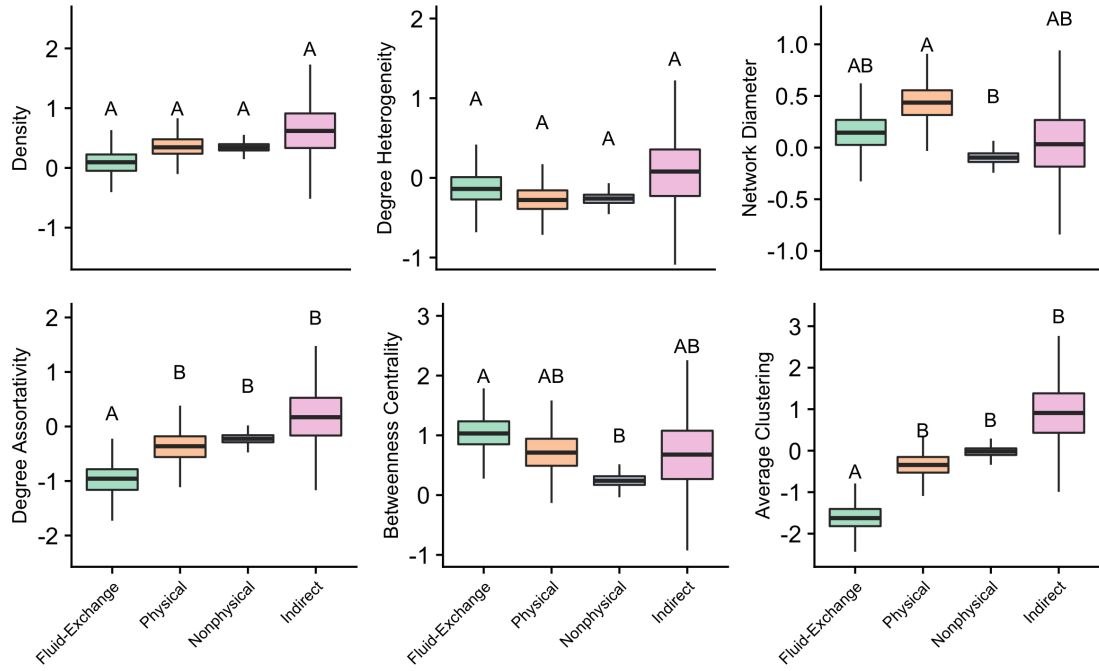 Density
2
1
0
-1
A
A
A
A
Degree Heterogeneity
2
1
0
-1
A
A
A
A
Network Diameter
1.0
0.5
0.0
-0.5
-1.0
AB
A
B
AB
Degree Assortativity
2
1
0
-1
-2
A
B
B
B
Fluid-Exchange
Physical
Nonphysical
Indirect
Betweenness Centrality
3
2
1
0
-1
A
AB
B
AB
Fluid-Exchange
Physical
Nonphysical
Indirect
Average Clustering
3
2
1
0
-1
-2
A
B
B
B
Fluid-Exchange
Physical
Nonphysical
Indirect